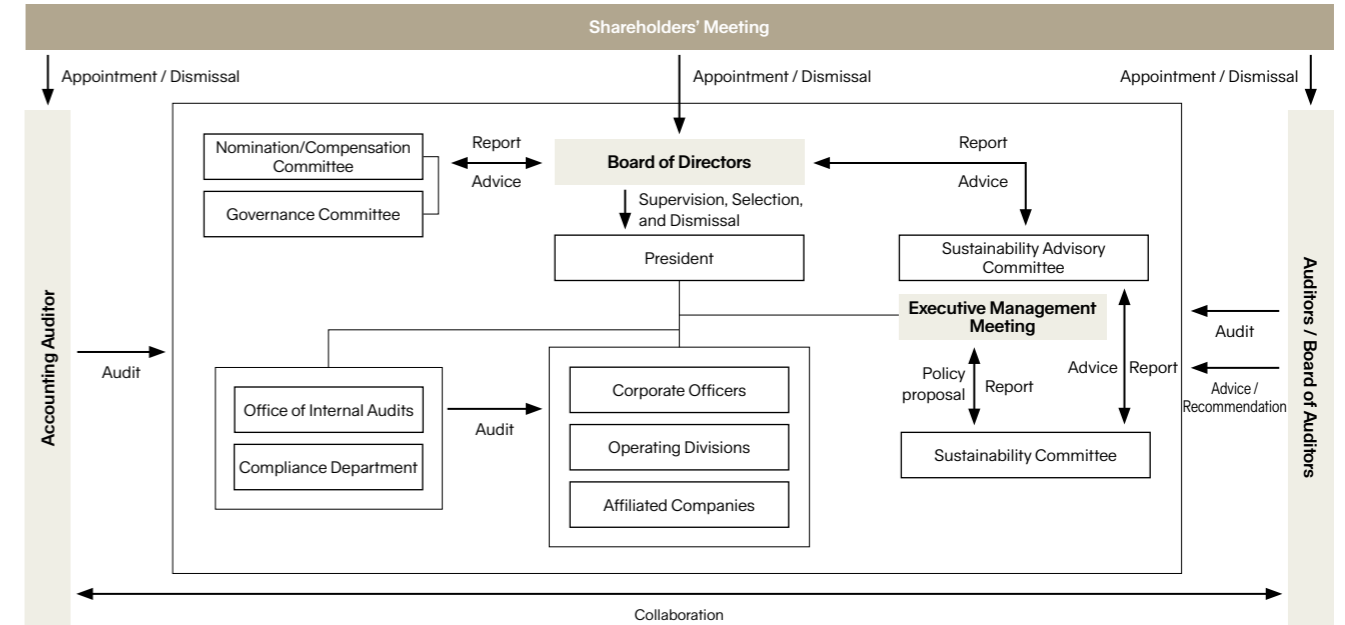 Shareholders’ Meeting
Appointment / Dismissal
Appointment / Dismissal
Appointment / Dismissal
Nomination/Compensation
Committee
Governance Committee
Report
Advice
Board of Directors
Report
Advice
Supervision, Selection,
and Dismissal
President
Sustainability Advisory
Committee
Executive Management
Meeting
Accounting Auditor
Audit
Office of Internal Audits
Compliance Department
Audit
Corporate Officers
Operating Divisions
Affiliated Companies
Policy
proposal
Report
Advice
Report
Sustainability Committee
Audit
Advice /
Recommendation
Auditors / Board of Auditors
Collaboration